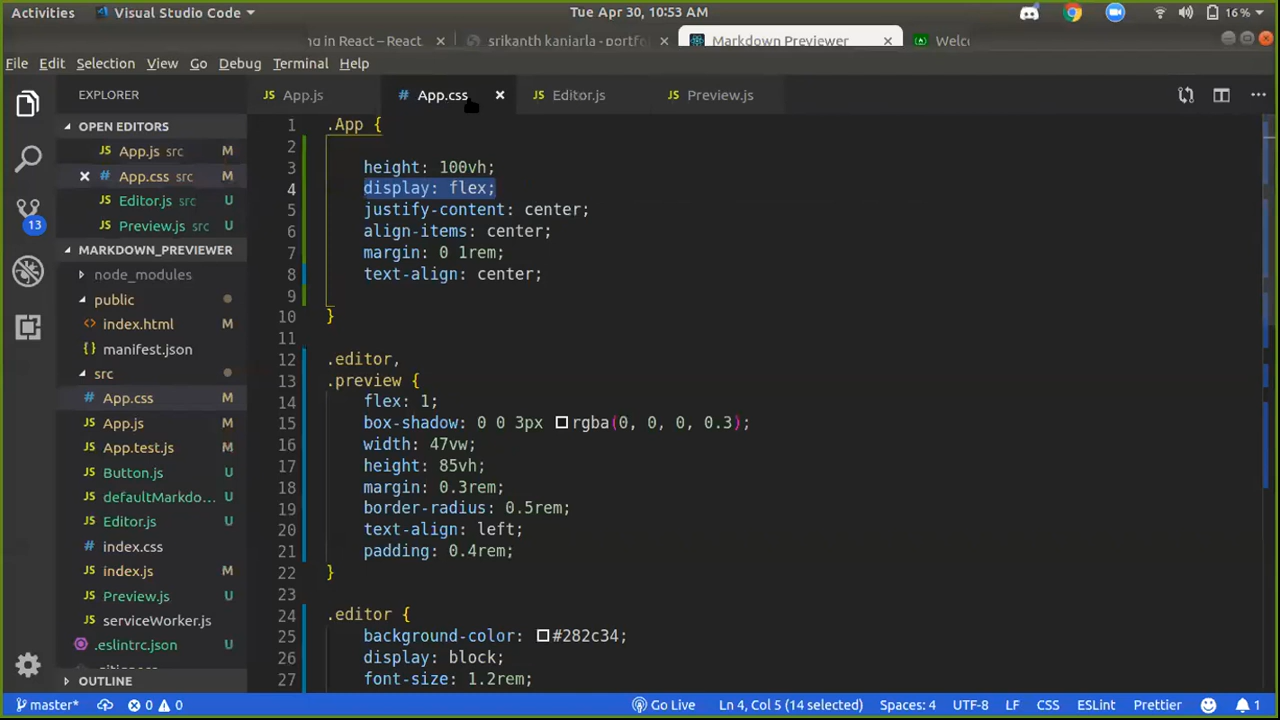 Activities Visual Studio Code Tue Apr 30, 10:53 AM 16 %
ng in React – React srikanth kaniarla - portfo Markdown Previewer Welc
File Edit Selection View Go Debug Terminal Help
EXPLORER App.js # App.css Editor.js Preview.js
OPEN EDITORS
JS App.js src M
# App.css src M
JS Editor.js src U
JS Preview.js src U
13
MARKDOWN_PREVIEWER
node_modules
public
<> index.html M
{} manifest.json
src
# App.css M
JS App.js M
JS App.test.js M
JS Button.js U
JS defaultMarkdo... U
JS Editor.js U
# index.css
JS index.js M
JS Preview.js U
JS serviceWorker.js
.eslintrc.json U
OUTLINE
1 .App {
2
3 height: 100vh;
4 display: flex;
5 justify-content: center;
6 align-items: center;
7 margin: 0 1rem;
8 text-align: center;
9
10 }
11
12 .editor,
13 .preview {
14 flex: 1;
15 box-shadow: 0 0 3px rgba(0, 0, 0, 0.3);
16 width: 47vw;
17 height: 85vh;
18 margin: 0.3rem;
19 border-radius: 0.5rem;
20 text-align: left;
21 padding: 0.4rem;
22 }
23
24 .editor {
25 background-color: #282c34;
26 display: block;
27 font-size: 1.2rem;
master* 0 0 Go Live Ln 4, Col 5 (14 selected) Spaces: 4 UTF-8 LF CSS ESLint Prettier 1